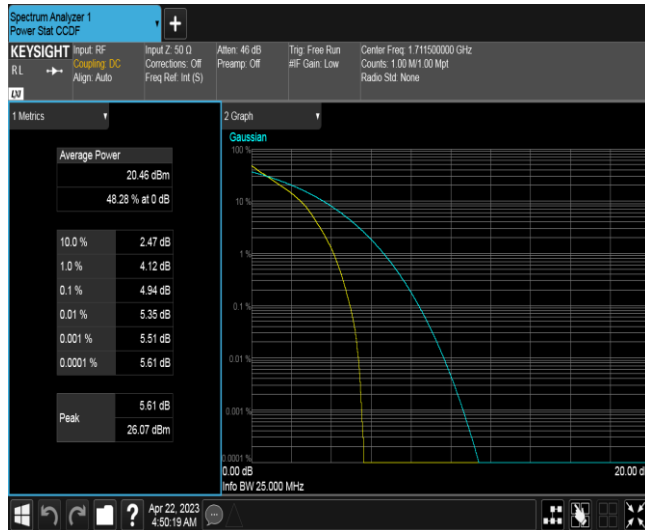 Spectrum Analyzer 1
Power Stat CCDF
+
KEYSIGHT
RL
LXI
Input: RF
Coupling: DC
Align: Auto
Input Z: 50 Ω
Corrections: Off
Freq Ref: Int (S)
Atten: 46 dB
Preamp: Off
Trig: Free Run
#IF Gain: Low
Center Freq: 1.711500000 GHz
Counts: 1.00 M/1.00 Mpt
Radio Std: None
1 Metrics
Average Power
20.46 dBm
48.28 % at 0 dB
10.0 % 2.47 dB
1.0 % 4.12 dB
0.1 % 4.94 dB
0.01 % 5.35 dB
0.001 % 5.51 dB
0.0001 % 5.61 dB
Peak
5.61 dB
26.07 dBm
2 Graph
Gaussian
100 %
10 %
1 %
0.1 %
0.01 %
0.001 %
0.0001 %
0.00 dB
20.00 d
Info BW 25.000 MHz
?
Apr 22, 2023
4:50:19 AM